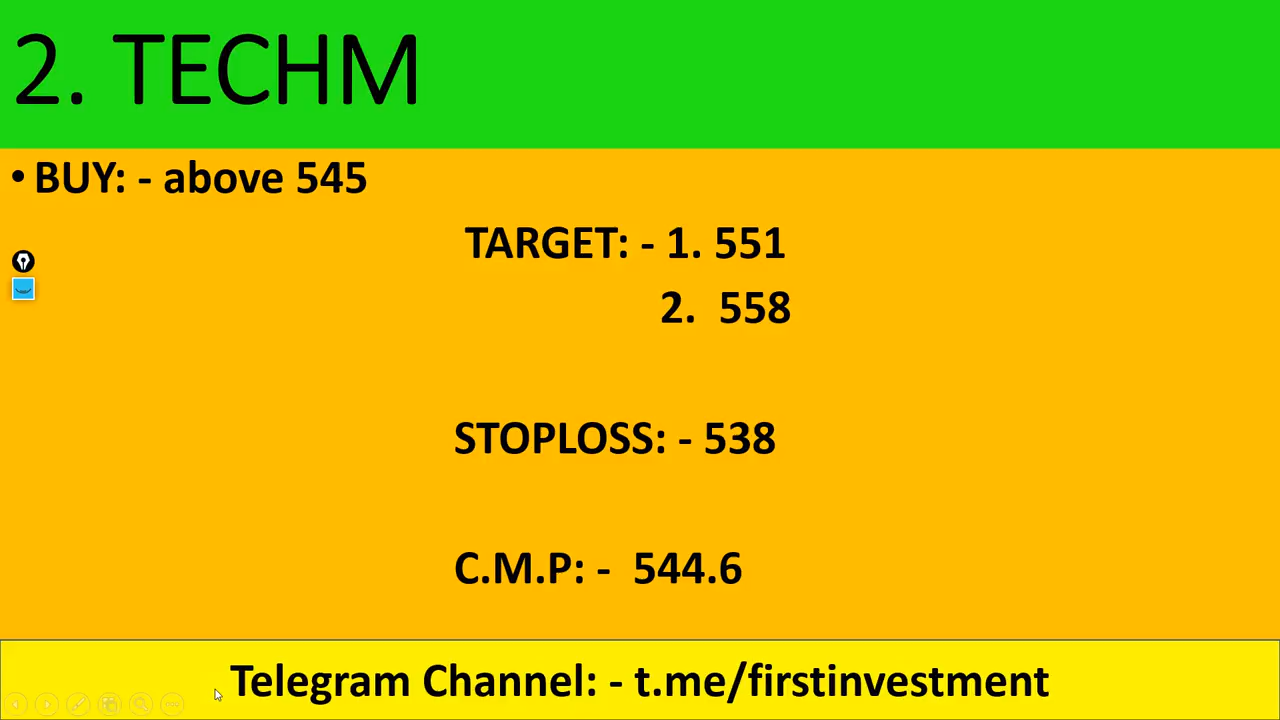 2. TECHM
• BUY: - above 545
TARGET: - 1. 551
2. 558
STOPLOSS: - 538
C.M.P: - 544.6
Telegram Channel: - t.me/firstinvestment